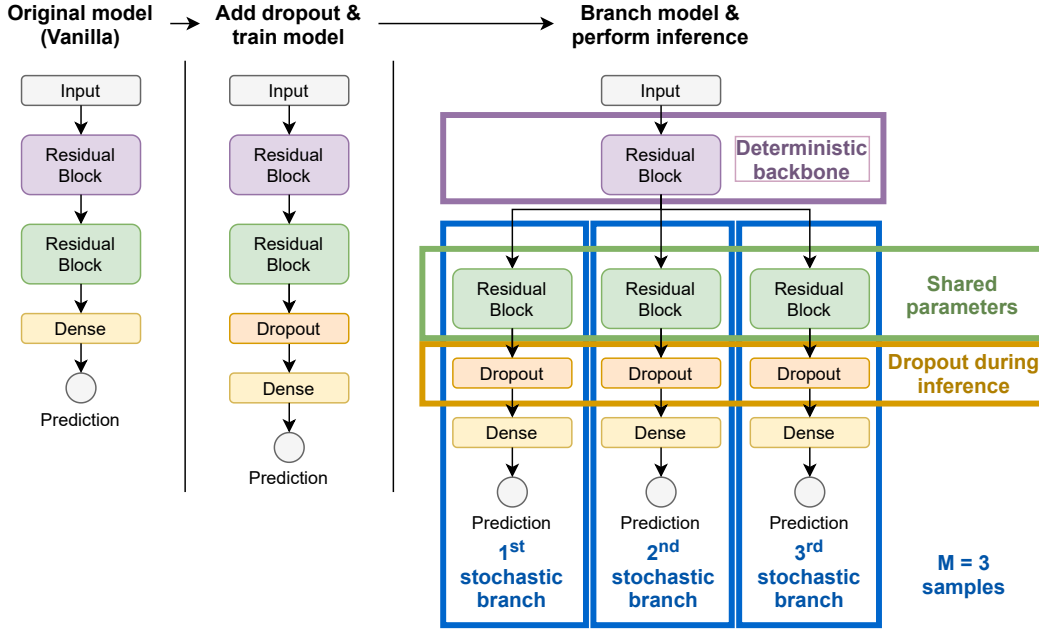 Original model
(Vanilla)
Add dropout &
train model
Branch model &
perform inference
Input
Residual
Block
Residual
Block
Dense
Prediction
Input
Residual
Block
Residual
Block
Dropout
Dense
Prediction
Input
Residual
Block
Deterministic
backbone
Residual
Block
Residual
Block
Residual
Block
Shared
parameters
Dropout
Dropout
Dropout
Dropout during
inference
Dense
Dense
Dense
Prediction
Prediction
Prediction
1st
stochastic
branch
2nd
stochastic
branch
3rd
stochastic
branch
M = 3
samples